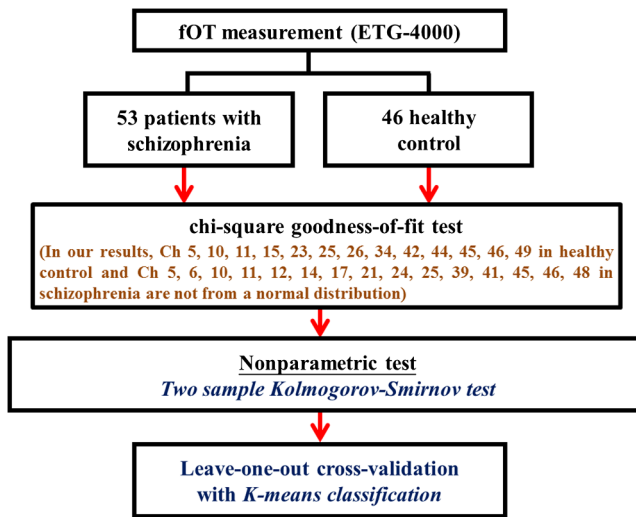 fOT measurement (ETG-4000)
53 patients with
schizophrenia
46 healthy
control
chi-square goodness-of-fit test
(In our results, Ch 5, 10, 11, 15, 23, 25, 26, 34, 42, 44, 45, 46, 49 in healthy
control and Ch 5, 6, 10, 11, 12, 14, 17, 21, 24, 25, 39, 41, 45, 46, 48 in
schizophrenia are not from a normal distribution)
Nonparametric test
Two sample Kolmogorov-Smirnov test
Leave-one-out cross-validation
with K-means classification